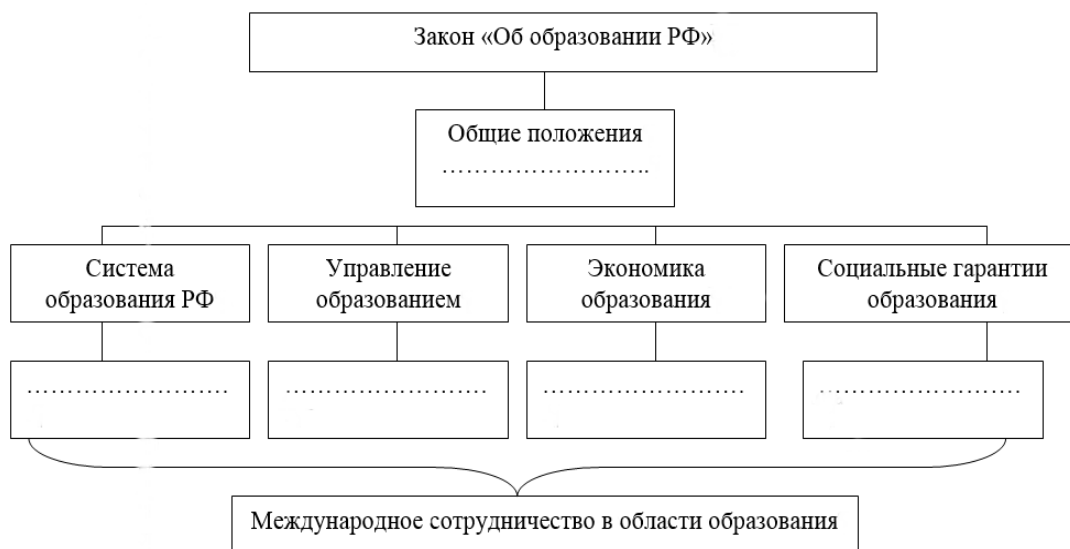 Закон «Об образовании РФ»
Общие положения
……………………..
Система
образования РФ
Управление
образованием
Экономика
образования
Социальные гарантии
образования
……………………
……………………
……………………
……………………
Международное сотрудничество в области образования